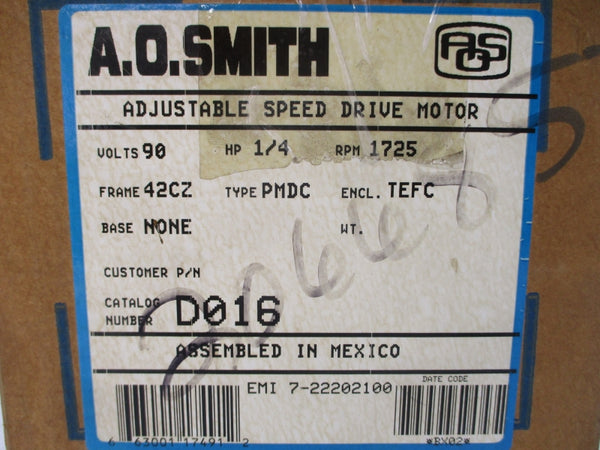 A.O.SMITH
AOS
ADJUSTABLE SPEED DRIVE MOTOR
VOLTS 90 HP 1/4 RPM 1725
FRAME 42CZ TYPE PMDC ENCL. TEFC
BASE NONE WT.
CUSTOMER P/N
CATALOG NUMBER D016
ASSEMBLED IN MEXICO
EMI 7-22202100
DATE CODE
6 63001 17491 2
*BX02*